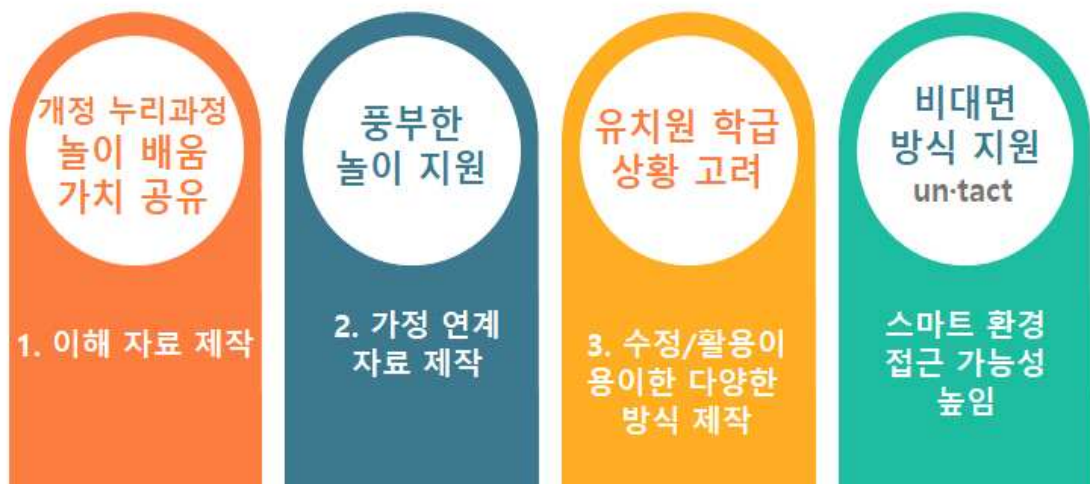 개정 누리과정
놀이 배움
가치 공유
1. 이해 자료 제작
풍부한
놀이 지원
2. 가정 연계
자료 제작
유치원 학급
상황 고려
3. 수정/활용이
용이한 다양한
방식 제작
비대면
방식 지원
un·tact
스마트 환경
접근 가능성
높임